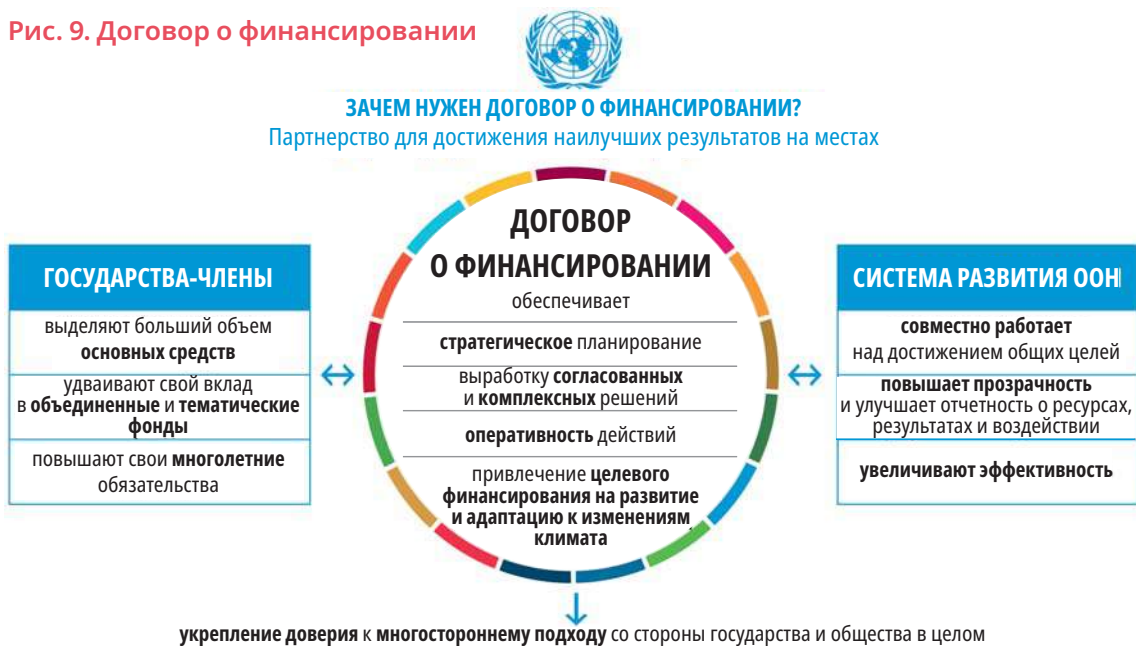 Рис. 9. Договор о финансировании
ЗАЧЕМ НУЖЕН ДОГОВОР О ФИНАНСИРОВАНИИ?
Партнерство для достижения наилучших результатов на местах
ГОСУДАРСТВА-ЧЛЕНЫ
выделяют больший объем
основных средств
удваивают свой вклад
в объединенные и тематические
фонды
повышают свои многолетние
обязательства
ДОГОВОР
О ФИНАНСИРОВАНИИ
обеспечивает
стратегическое планирование
выработку согласованных
и комплексных решений
оперативность действий
привлечение целевого
финансирования на развитие
и адаптацию к изменениям
климата
СИСТЕМА РАЗВИТИЯ ООН
совместно работает
над достижением общих целей
повышает прозрачность
и улучшает отчетность о ресурсах,
результатах и воздействии
увеличивают эффективность
укрепление доверия к многостороннему подходу со стороны государства и общества в целом